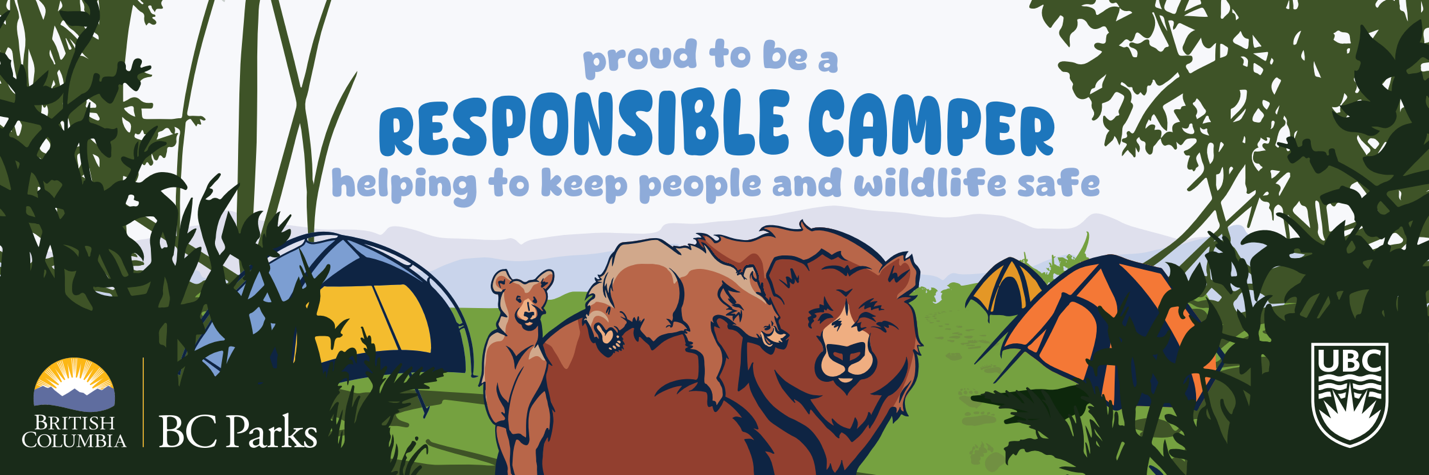 proud to be a
RESPONSIBLE CAMPER
helping to keep people and wildlife safe
BRITISH
COLUMBIA
BC Parks
UBC